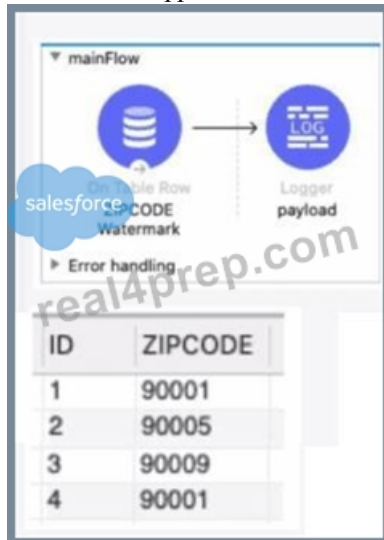 mainFlow
LOG
On Table Row
Logger
salesforce
ZIPCODE
payload
Watermark
Error handling
real4prep.com
ID ZIPCODE
1 90001
2 90005
3 90009
4 90001